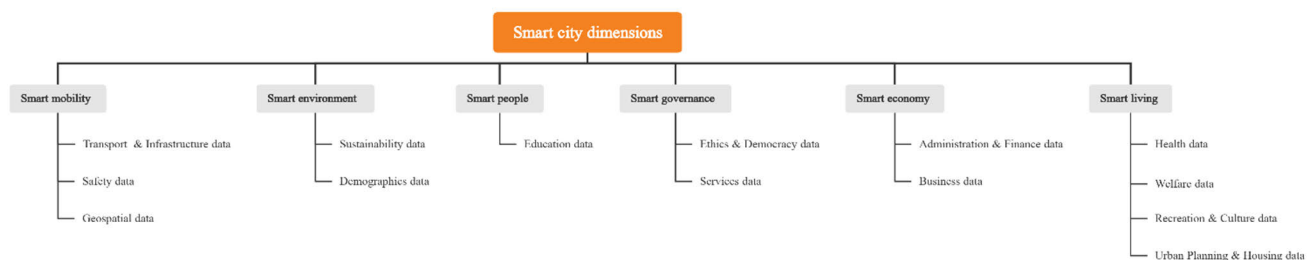 Smart city dimensions
Smart mobility
Transport & Infrastructure data
Safety data
Geospatial data
Smart environment
Sustainability data
Demographics data
Smart people
Education data
Smart governance
Ethics & Democracy data
Services data
Smart economy
Administration & Finance data
Business data
Smart living
Health data
Welfare data
Recreation & Culture data
Urban Planning & Housing data